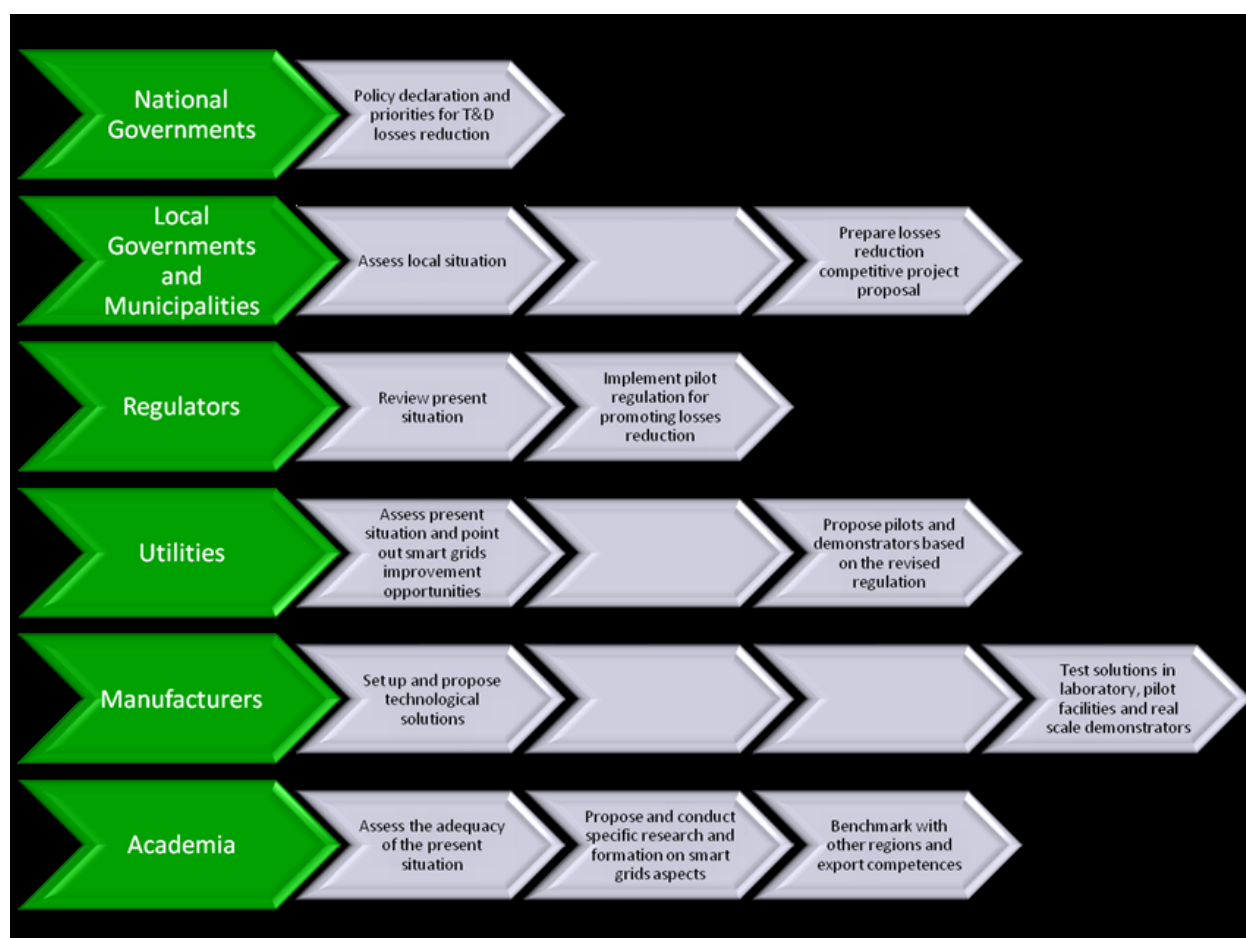 National
Governments
Policy declaration and
priorities for T&D
losses reduction
Local
Governments
and
Municipalities
Assess local situation
Prepare losses
reduction
competitive project
proposal
Regulators
Review present
situation
Implement pilot
regulation for
promoting losses
reduction
Utilities
Assess present
situation and point
out smart grids
improvement
opportunities
Propose pilots and
demonstrators based
on the revised
regulation
Manufacturers
Set up and propose
technological
solutions
Test solutions in
laboratory, pilot
facilities and real
scale demonstrators
Academia
Assess the adequacy
of the present
situation
Propose and conduct
specific research and
formation on smart
grids aspects
Benchmark with
other regions and
export competences